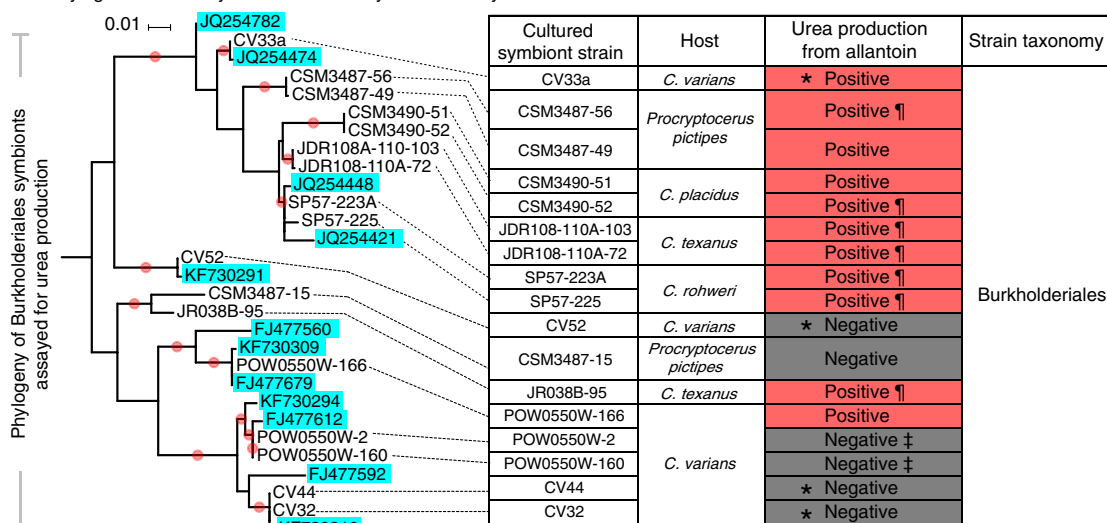 0.01
Phylogeny of Burkholderiales symbionts
assayed for urea production
JQ254782
CV33a
JQ254474
CSM3487-56
CSM3487-49
CSM3490-51
CSM3490-52
JDR108A-110-103
JDR108-110A-72
JQ254448
SP57-223A
SP57-225
JQ254421
CV52
KF730291
CSM3487-15
JR038B-95
FJ477560
KF730309
POW0550W-166
FJ477679
KF730294
FJ477612
POW0550W-2
POW0550W-160
FJ477592
CV44
CV32
Cultured
symbiont strain
Host
Urea production
from allantoin
Strain taxonomy
CV33a
C. varians
* Positive
CSM3487-56
Procryptocerus
pictipes
Positive ¶
CSM3487-49
Positive
CSM3490-51
C. placidus
Positive
CSM3490-52
Positive ¶
JDR108-110A-103
C. texanus
Positive ¶
JDR108-110A-72
Positive ¶
SP57-223A
C. rohweri
Positive ¶
SP57-225
Positive ¶
Burkholderiales
CV52
C. varians
* Negative
CSM3487-15
Procryptocerus
pictipes
Negative
JR038B-95
C. texanus
Positive ¶
POW0550W-166
C. varians
Positive
POW0550W-2
Negative ‡
POW0550W-160
Negative ‡
CV44
* Negative
CV32
* Negative